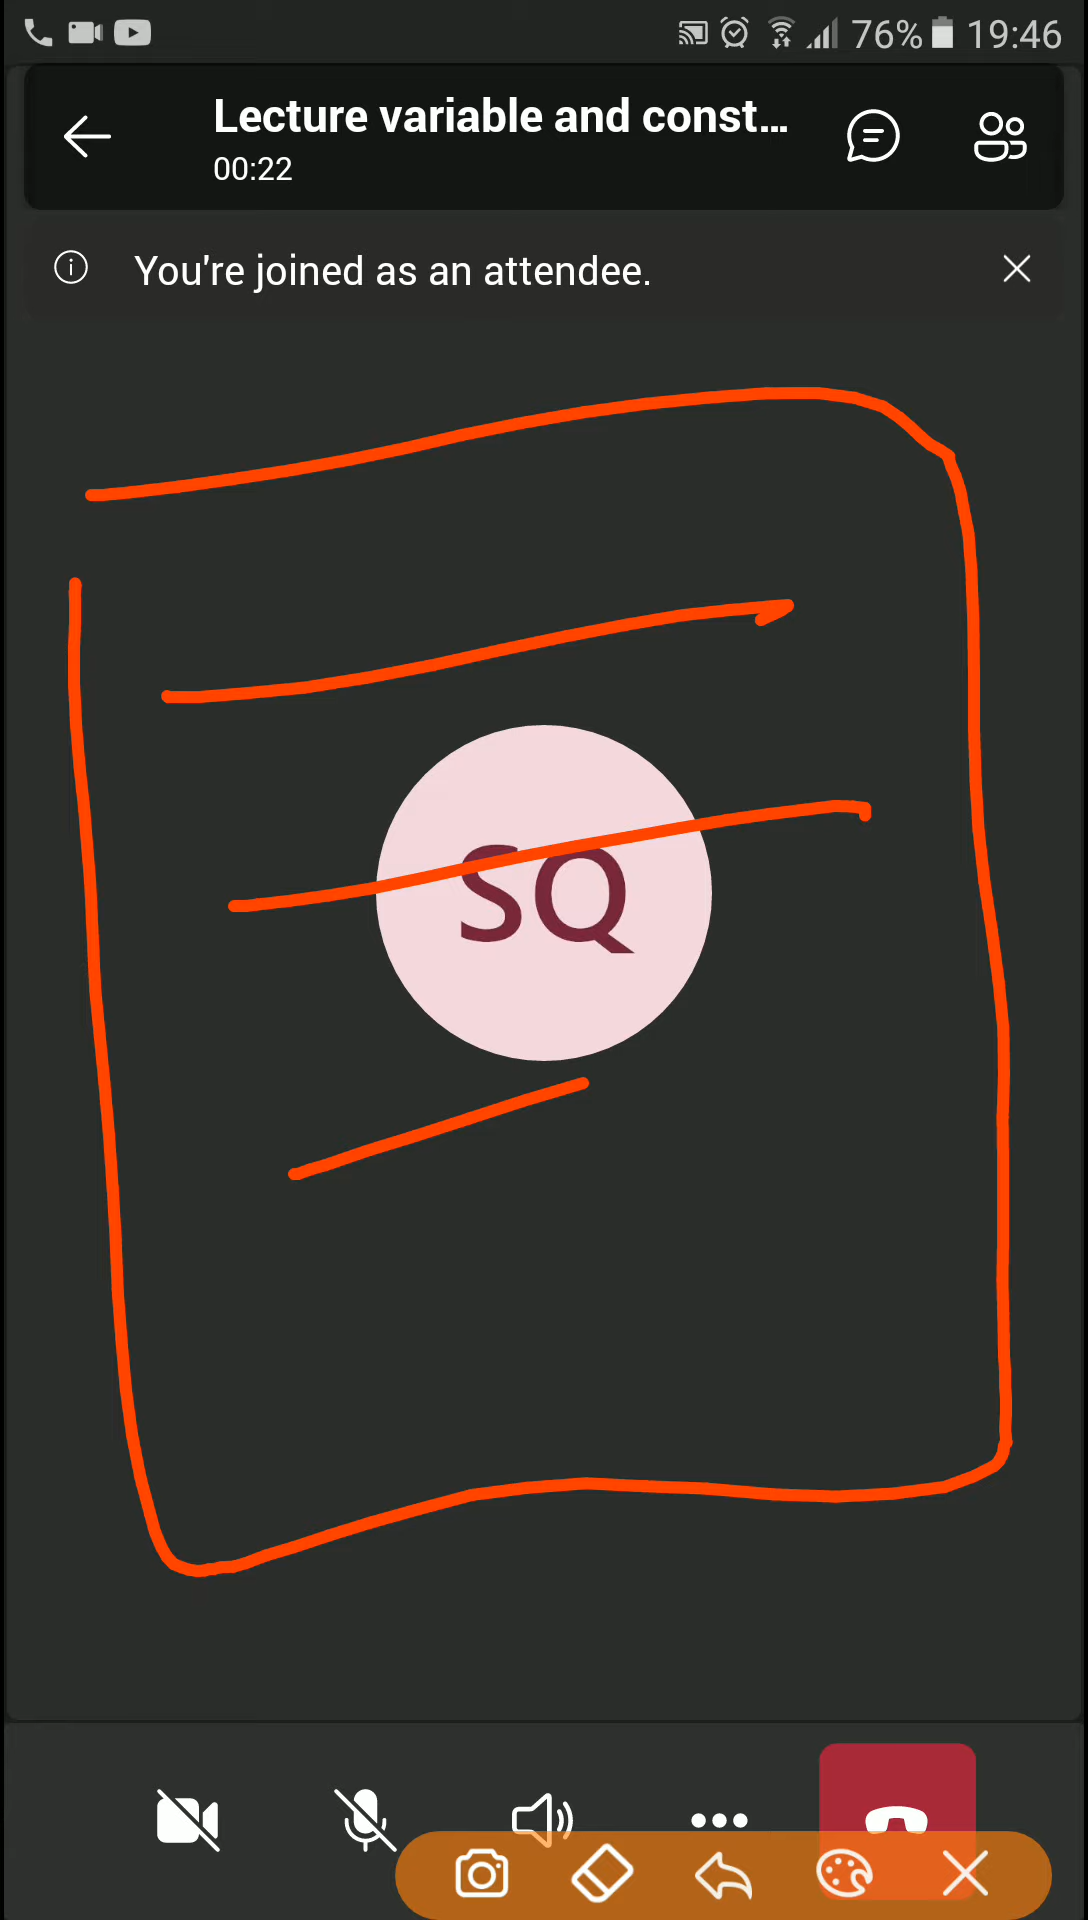 76% 19:46
Lecture variable and const...
00:22
You're joined as an attendee.
SQ